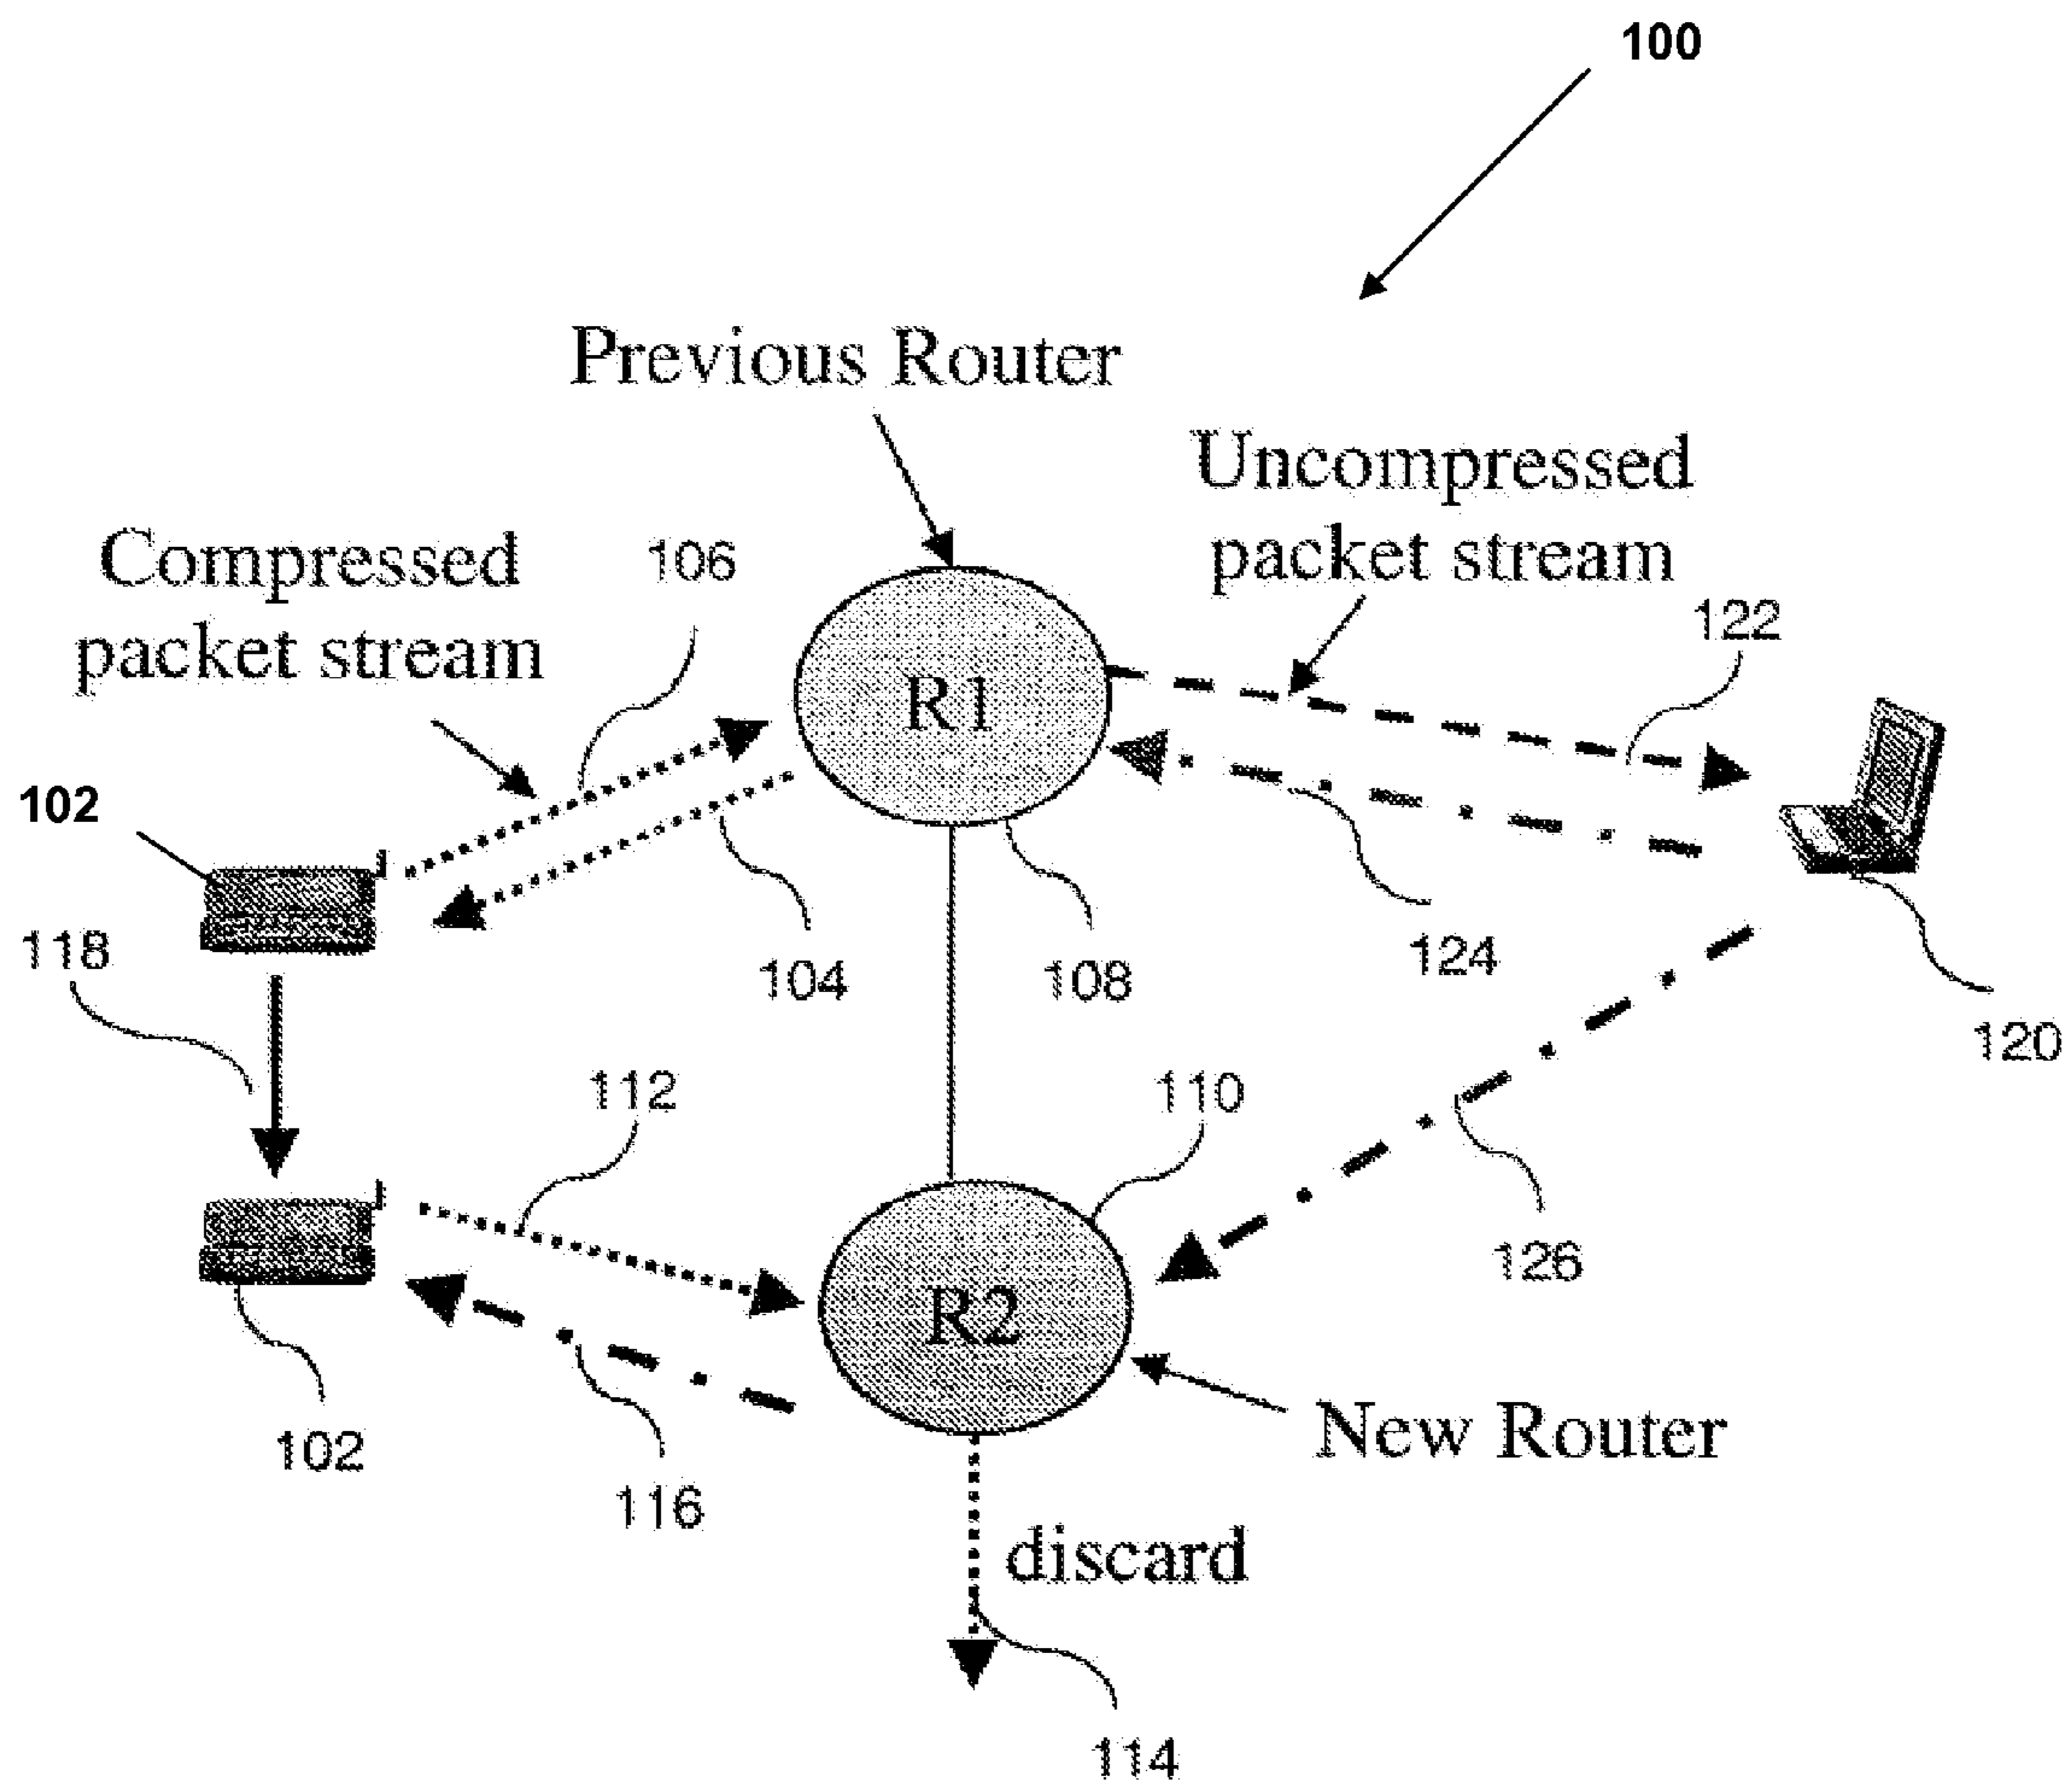 100
Previous Router
Uncompressed
packet stream
Compressed
packet stream
106
122
R1
102
118
104
108
124
120
112
110
126
R2
102
116
New Router
discard
114